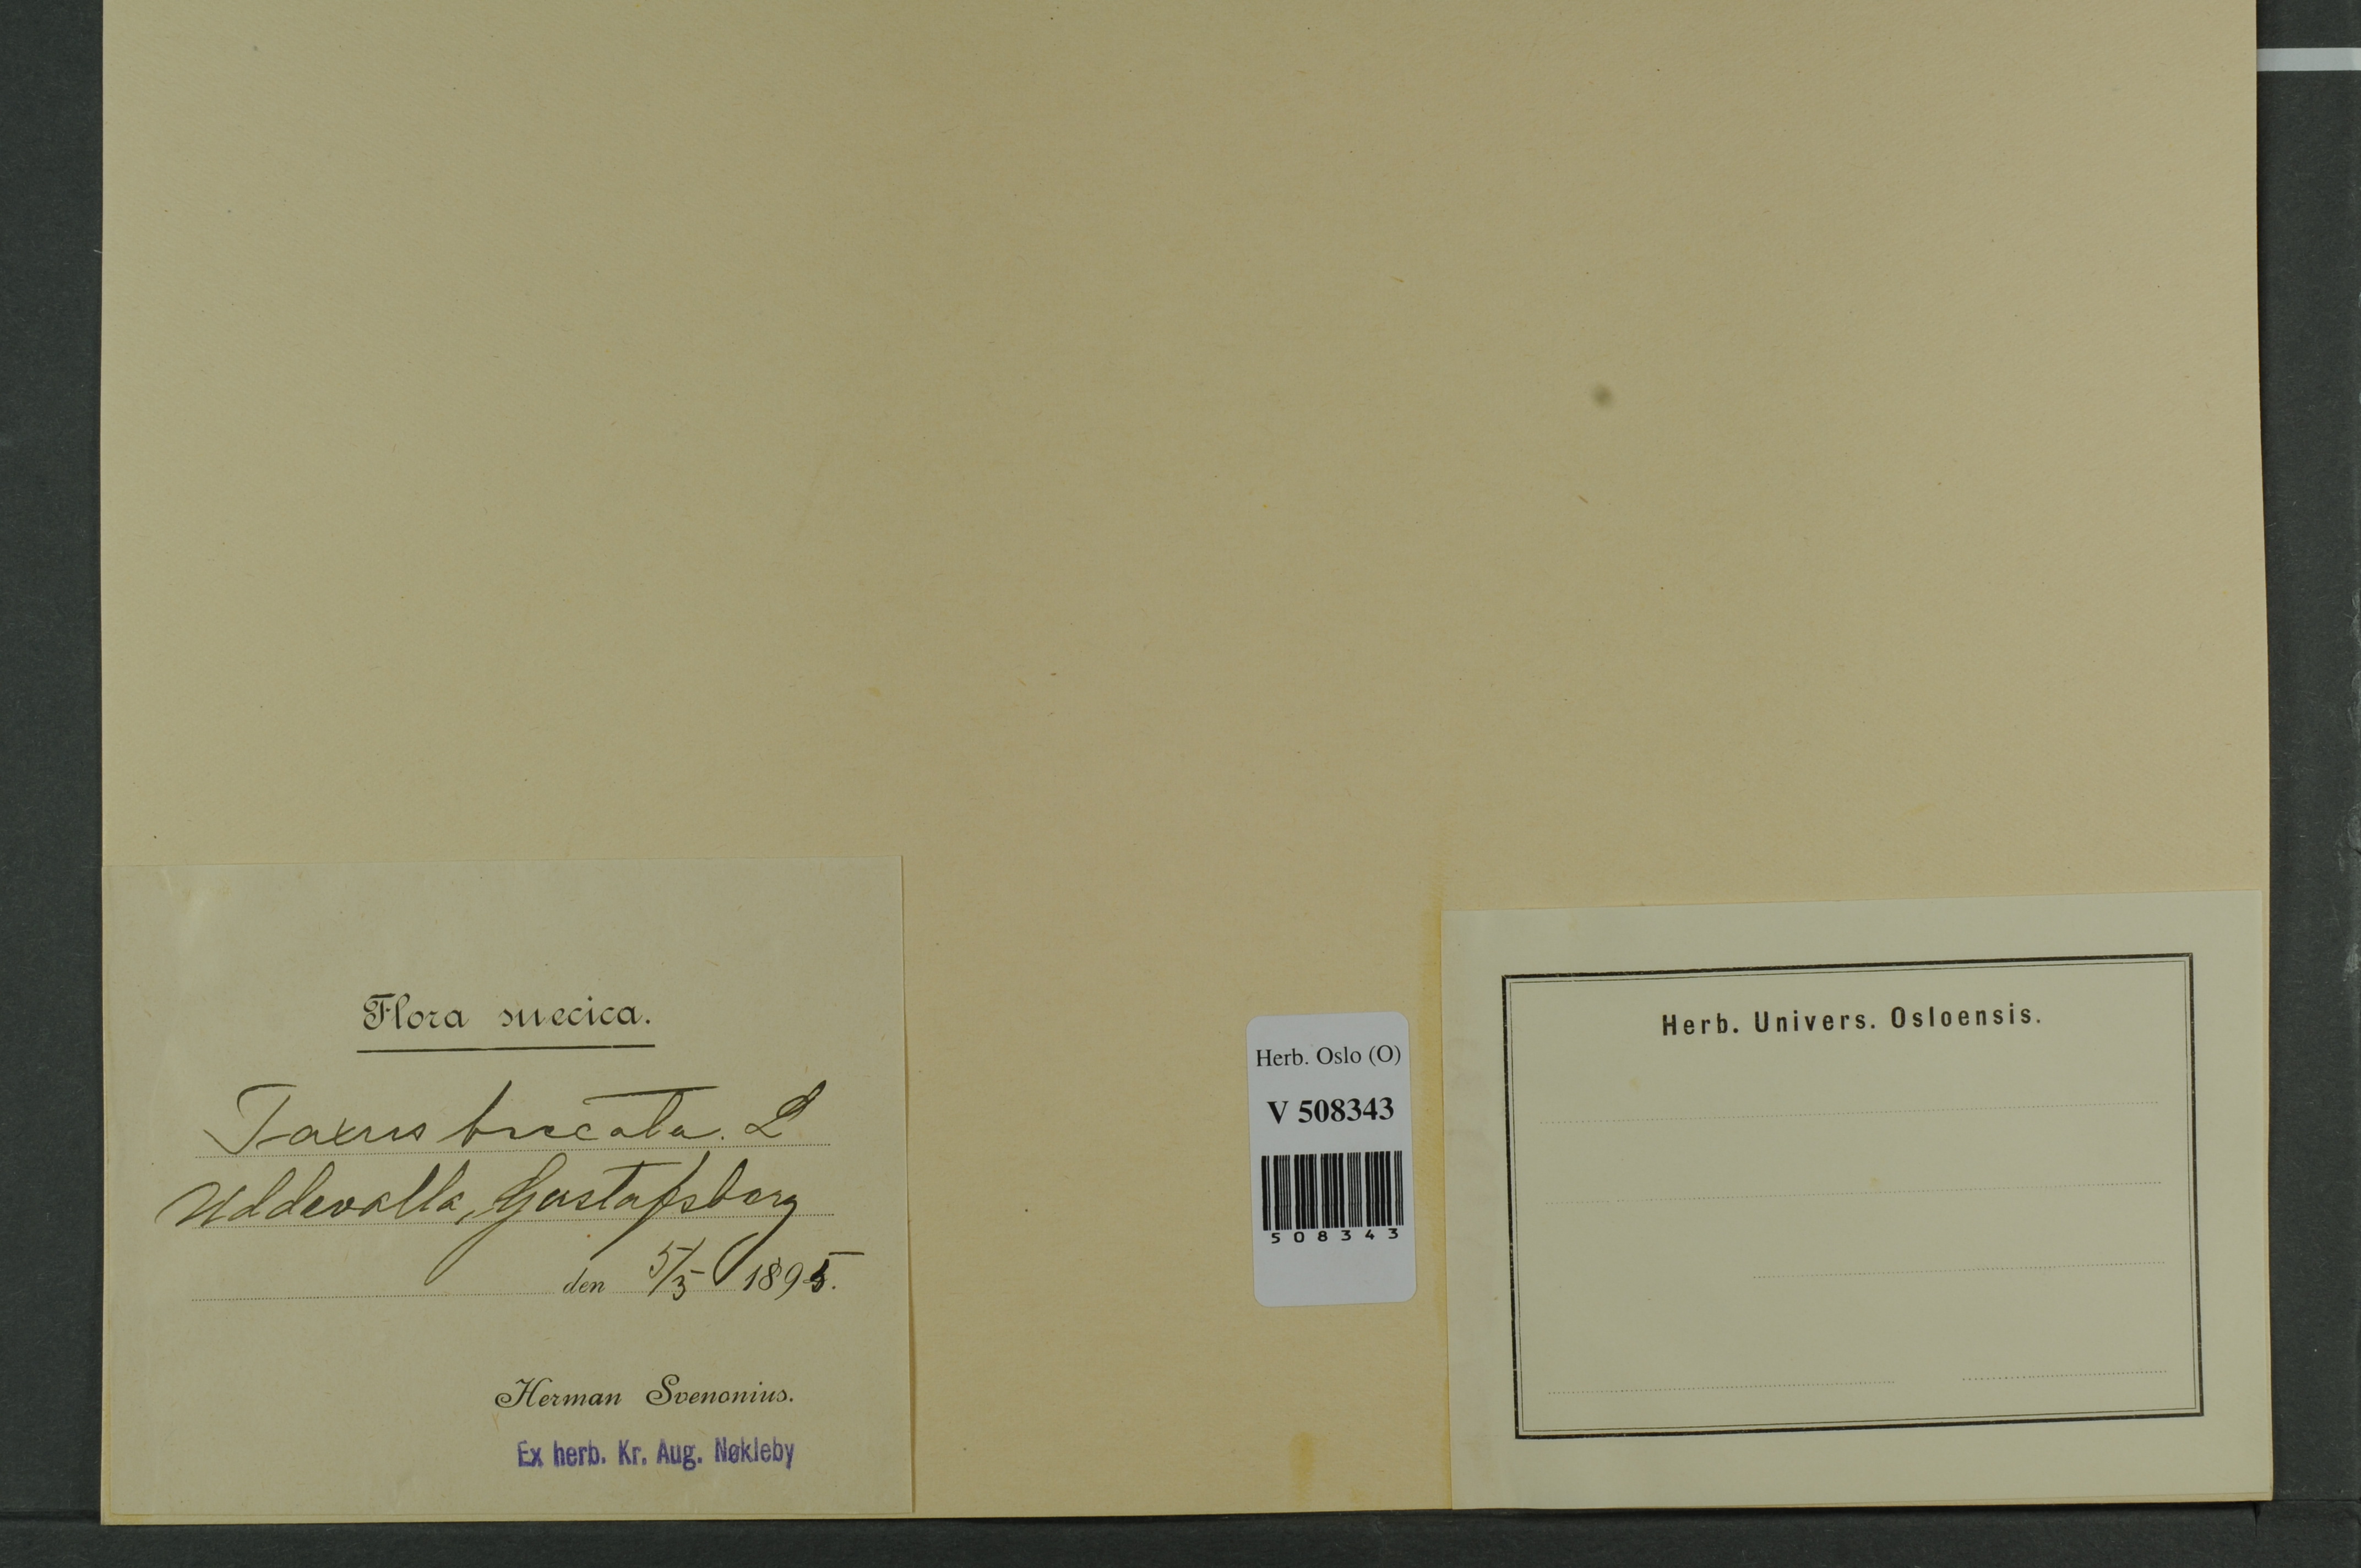 Flora suecica.
Taxus baccata. L
Uddevalla, Gustafsberg
den 5/5 1895.
Herman Svenonius.
Ex herb. Kr. Aug. Nøkleby
Herb. Oslo (O)
V 508343
508343
Herb. Univers. Osloensis.